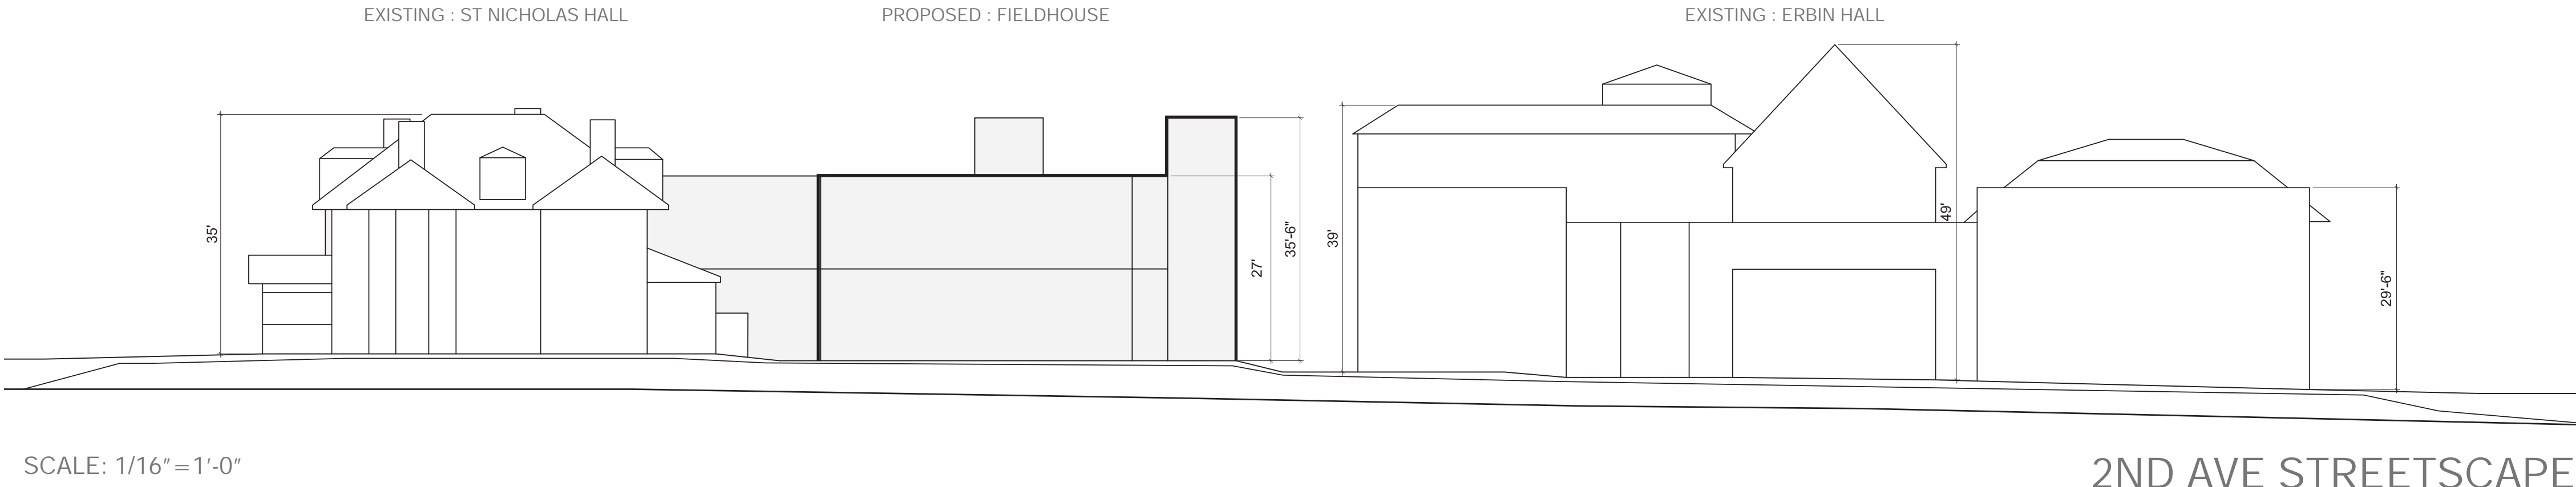 EXISTING : ST NICHOLAS HALL
PROPOSED : FIELDHOUSE
EXISTING : ERBIN HALL
35'
27'
35'-6"
39'
49'
29'-6"
SCALE: 1/16"=1'-0"
2ND AVE STREETSCAPE